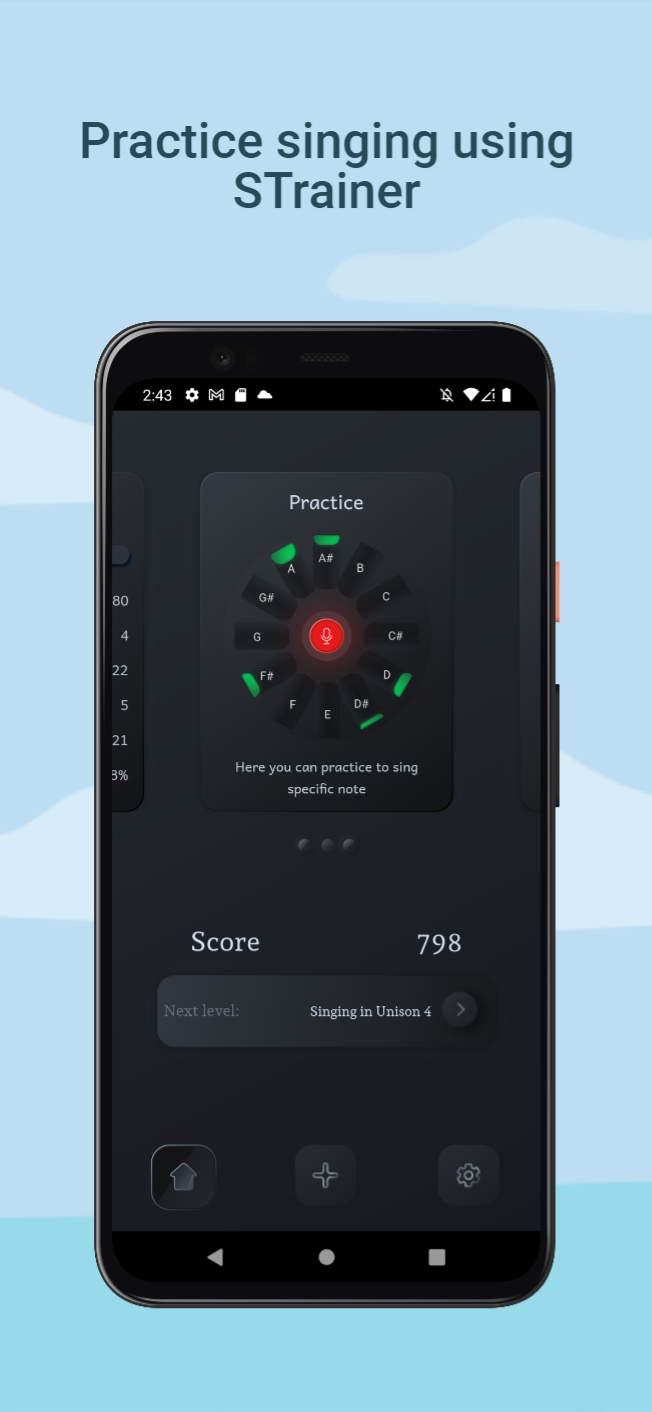 Practice singing using
STrainer
2:43
Practice
A#
A
B
G#
C
G
C#
F#
D
F
D#
E
80
4
22
5
21
8%
Here you can practice to sing
specific note
Score
798
Next level:
Singing in Unison 4